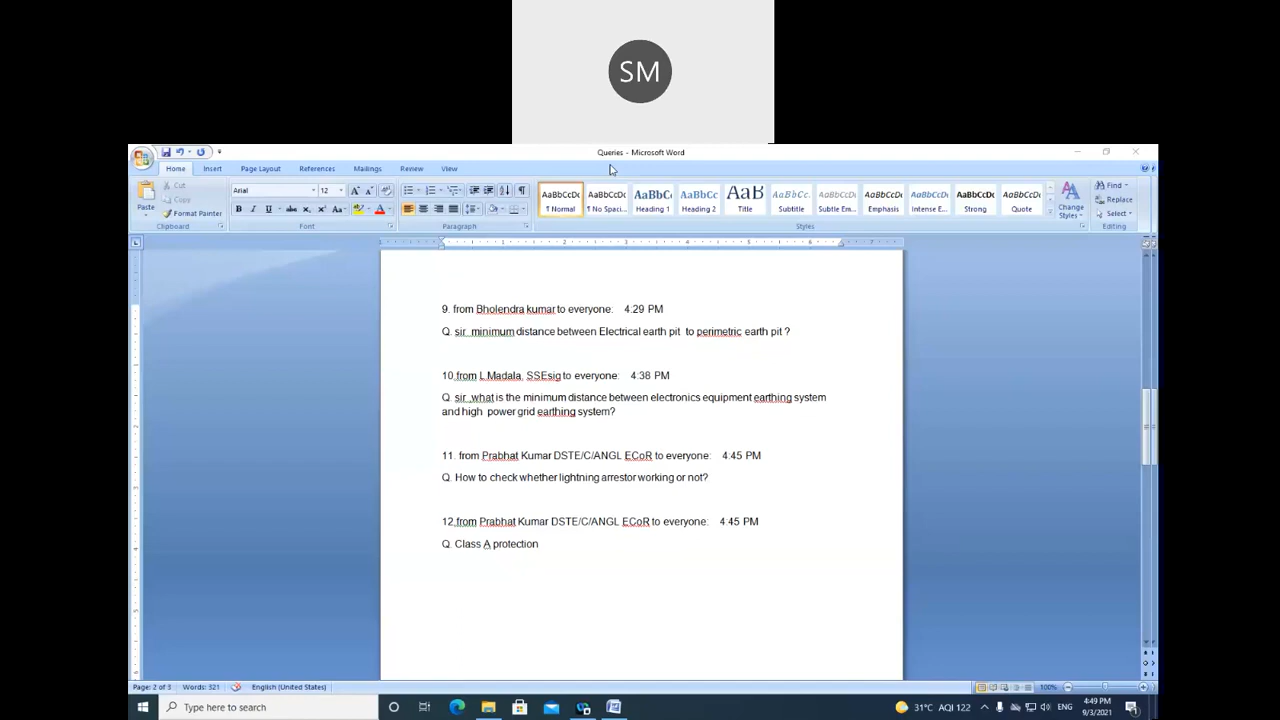 SM
Queries - Microsoft Word
Home Insert Page Layout References Mailings Review View
Paste
Cut
Copy
Format Painter
Clipboard
Arial 12
Font
Paragraph
AaBbCcDc AaBbCcDc AaBbCc AaBbCc AaB AaBbCc. AaBbCcDc AaBbCcDc AaBbCcDc AaBbCcDc AaBbCcDc
¶ Normal ¶ No Spaci... Heading 1 Heading 2 Title Subtitle Subtle Em... Emphasis Intense E... Strong Quote
Styles
Change Styles
Find
Replace
Select
Editing
9. from Bholendra kumar to everyone: 4:29 PM
Q. sir minimum distance between Electrical earth pit to perimetric earth pit ?
10.from L.Madala, SSEsig to everyone: 4:38 PM
Q. sir ,what is the minimum distance between electronics equipment earthing system
and high power grid earthing system?
11. from Prabhat Kumar DSTE/C/ANGL ECoR to everyone: 4:45 PM
Q. How to check whether lightning arrestor working or not?
12.from Prabhat Kumar DSTE/C/ANGL ECoR to everyone: 4:45 PM
Q. Class A protection
Page: 2 of 3 Words: 321 English (United States) 100%
Type here to search
31°C AQI 122 ENG
4:49 PM
9/3/2021